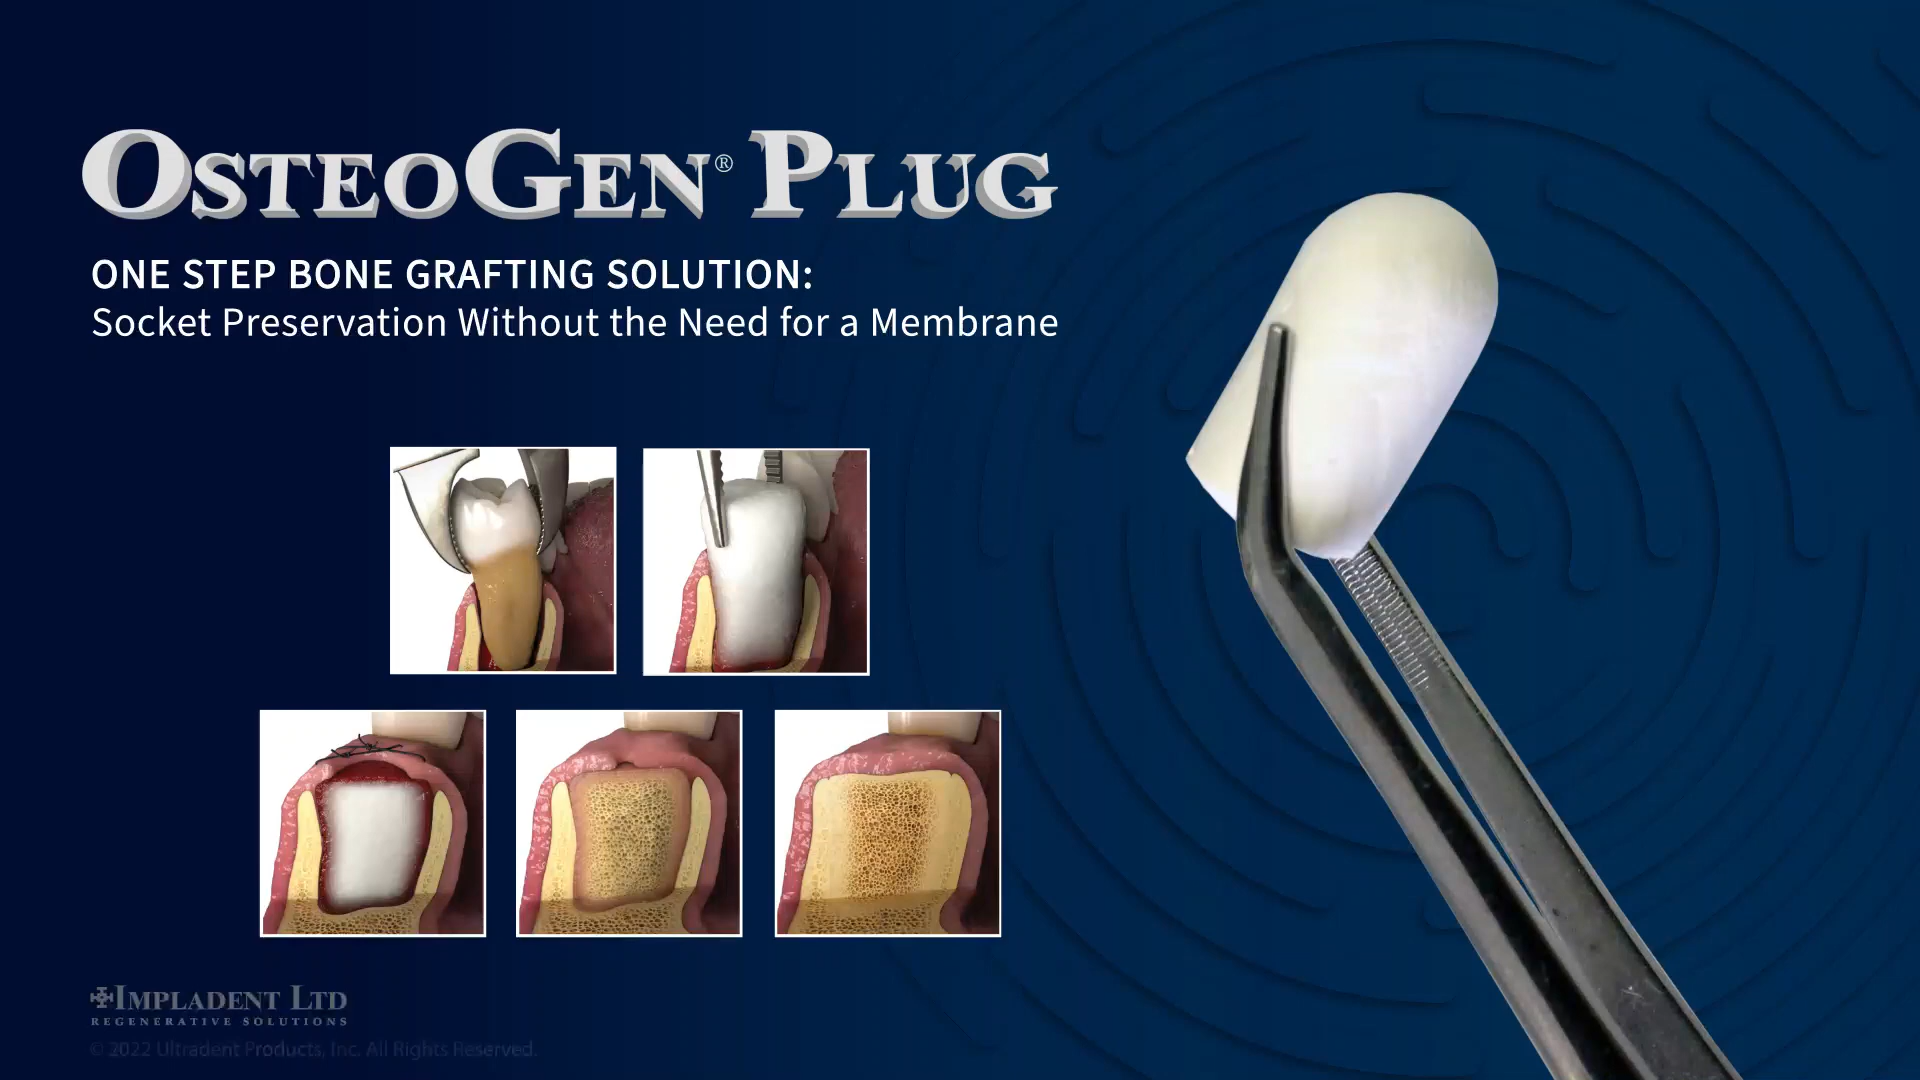 OSTEOGEN® PLUG
ONE STEP BONE GRAFTING SOLUTION:
Socket Preservation Without the Need for a Membrane
IMPLADENT LTD
REGENERATIVE SOLUTIONS
© 2022 Ultradent Products, Inc. All Rights Reserved.